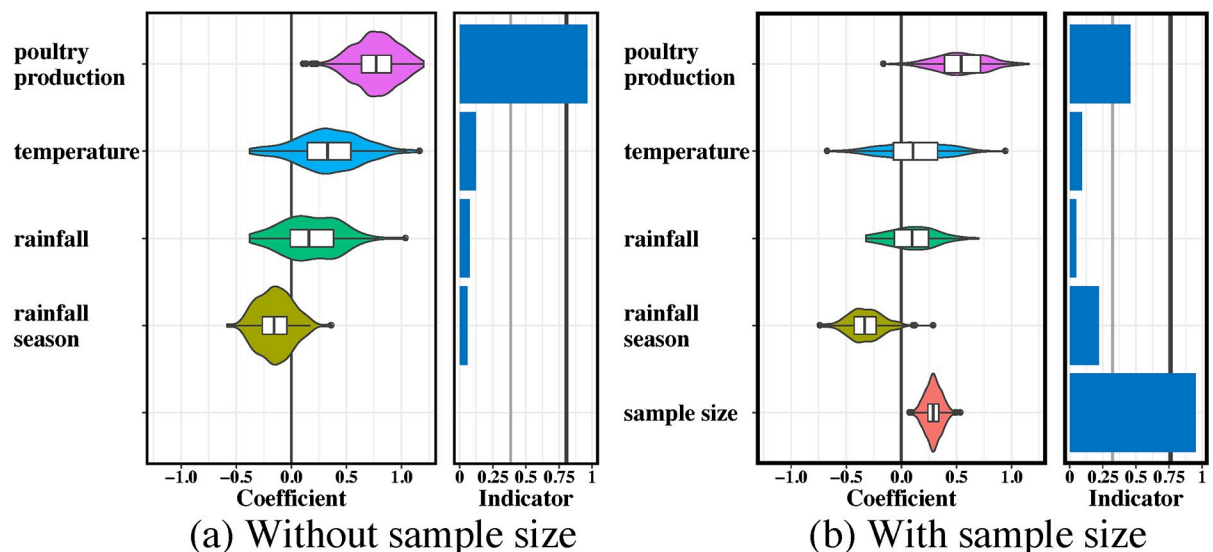 poultry
production
temperature
rainfall
rainfall
season
−1.0 −0.5 0.0 0.5 1.0
Coefficient
0 0.25 0.5 0.75 1
Indicator
(a) Without sample size
poultry
production
temperature
rainfall
rainfall
season
sample size
−1.0 −0.5 0.0 0.5 1.0
Coefficient
0 0.25 0.5 0.75 1
Indicator
(b) With sample size